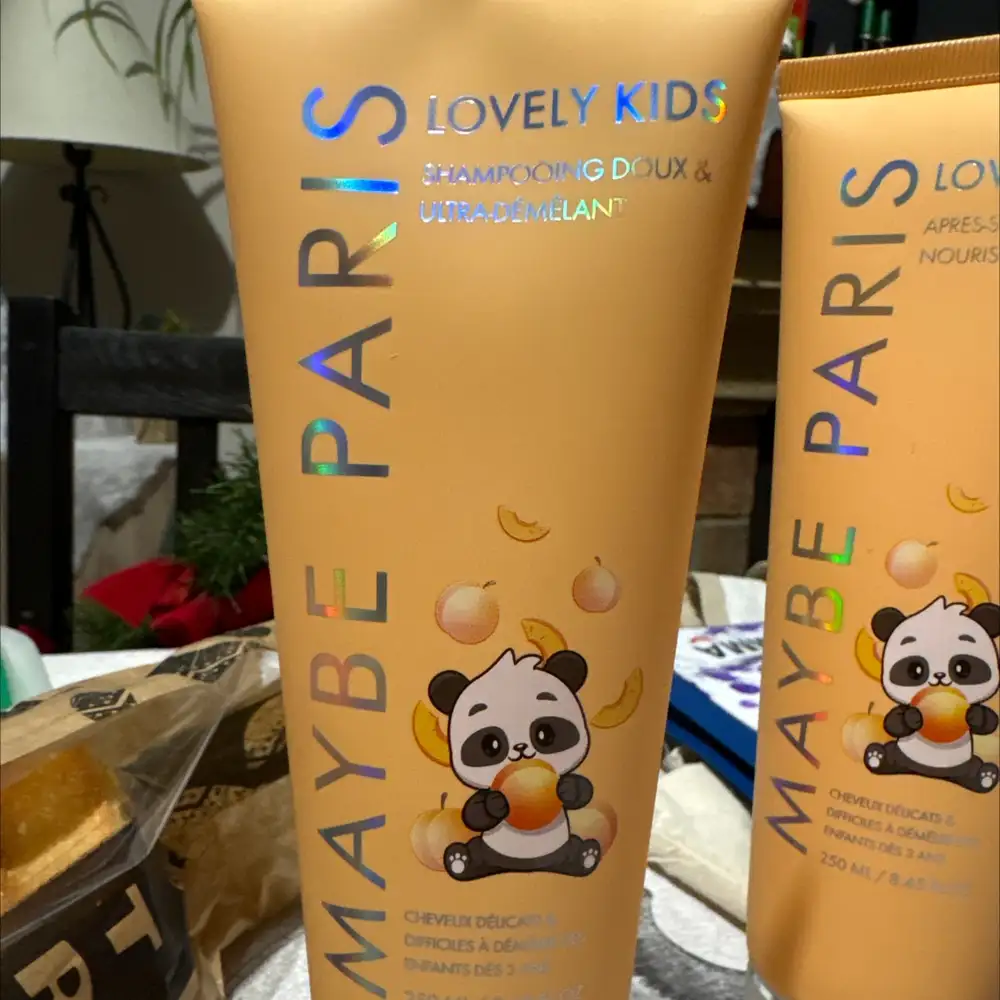 MAYBE PARIS
LOVELY KIDS
SHAMPOOING DOUX &
ULTRA-DÉMÊLANT
CHEVEUX DÉLICATS &
DIFFICILES À DÉMÊLER
ENFANTS DÈS 3 ANS
MAYBE PARIS
LOV
APRES-S
NOURIS
CHEVEUX DÉLICATS &
DIFFICILES À DÉMÊLER
ENFANTS DÈS 3 ANS
250 ML / 8.45